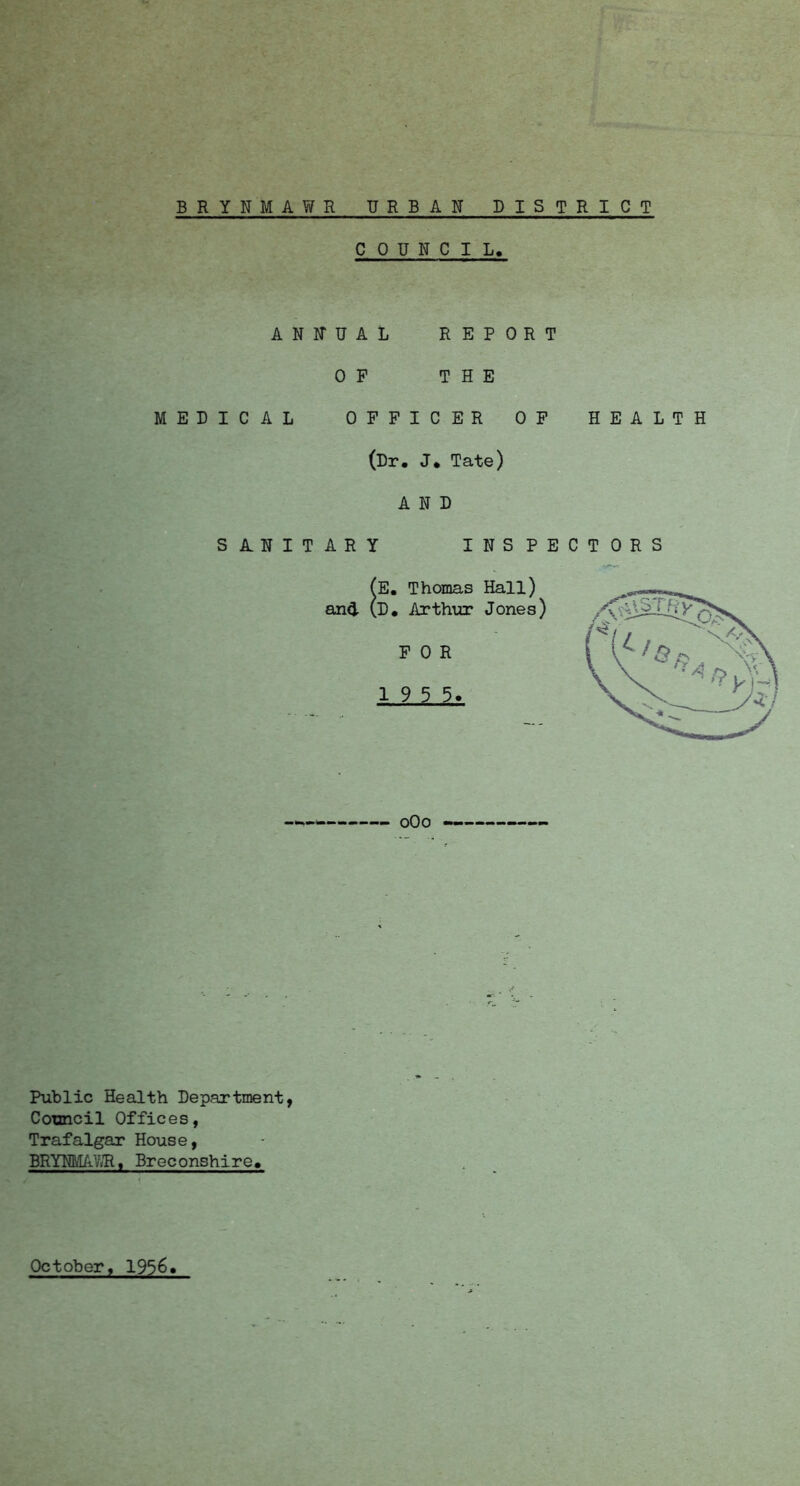 BRYNMAWR URBAN DISTRICT
COUNCIL.
ANNUAL REPORT
OF THE
MEDICAL OFFICER OF HEALTH
(Dr. J. Tate)
AND
SANITARY INSPECTORS
(E. Thomas Hall)
and (D. Arthur Jones)
FOR
1955.
LIBRARY
oOo
Public Health Department,
Council Offices,
Trafalgar House,
BRYNMAWR, Breconshire.
October, 1956.